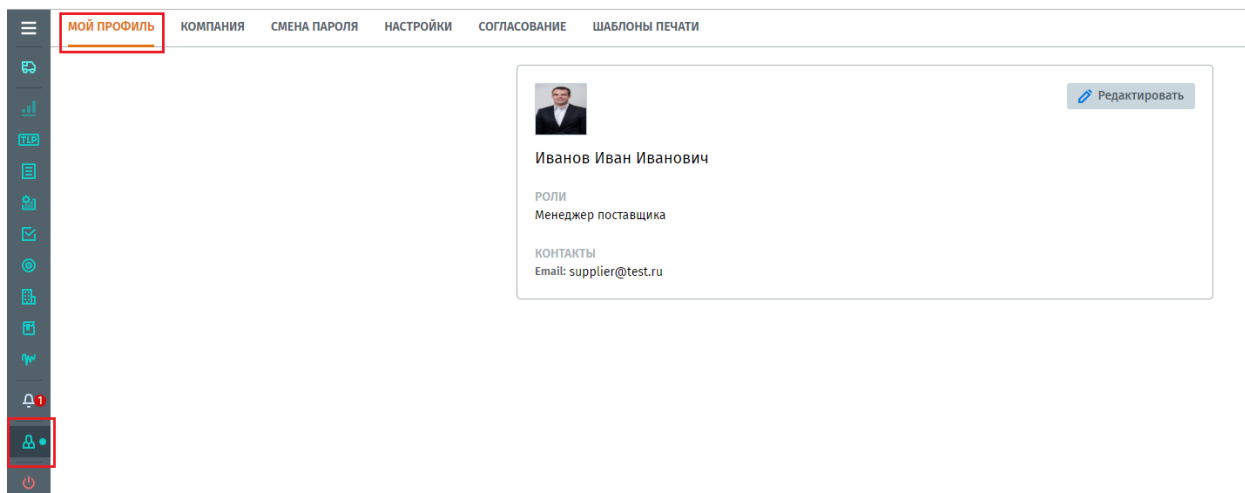 МОЙ ПРОФИЛЬ КОМПАНИЯ СМЕНА ПАРОЛЯ НАСТРОЙКИ СОГЛАСОВАНИЕ ШАБЛОНЫ ПЕЧАТИ
Редактировать
TLP
Иванов Иван Иванович
РОЛИ
Менеджер поставщика
КОНТАКТЫ
Email: supplier@test.ru
1